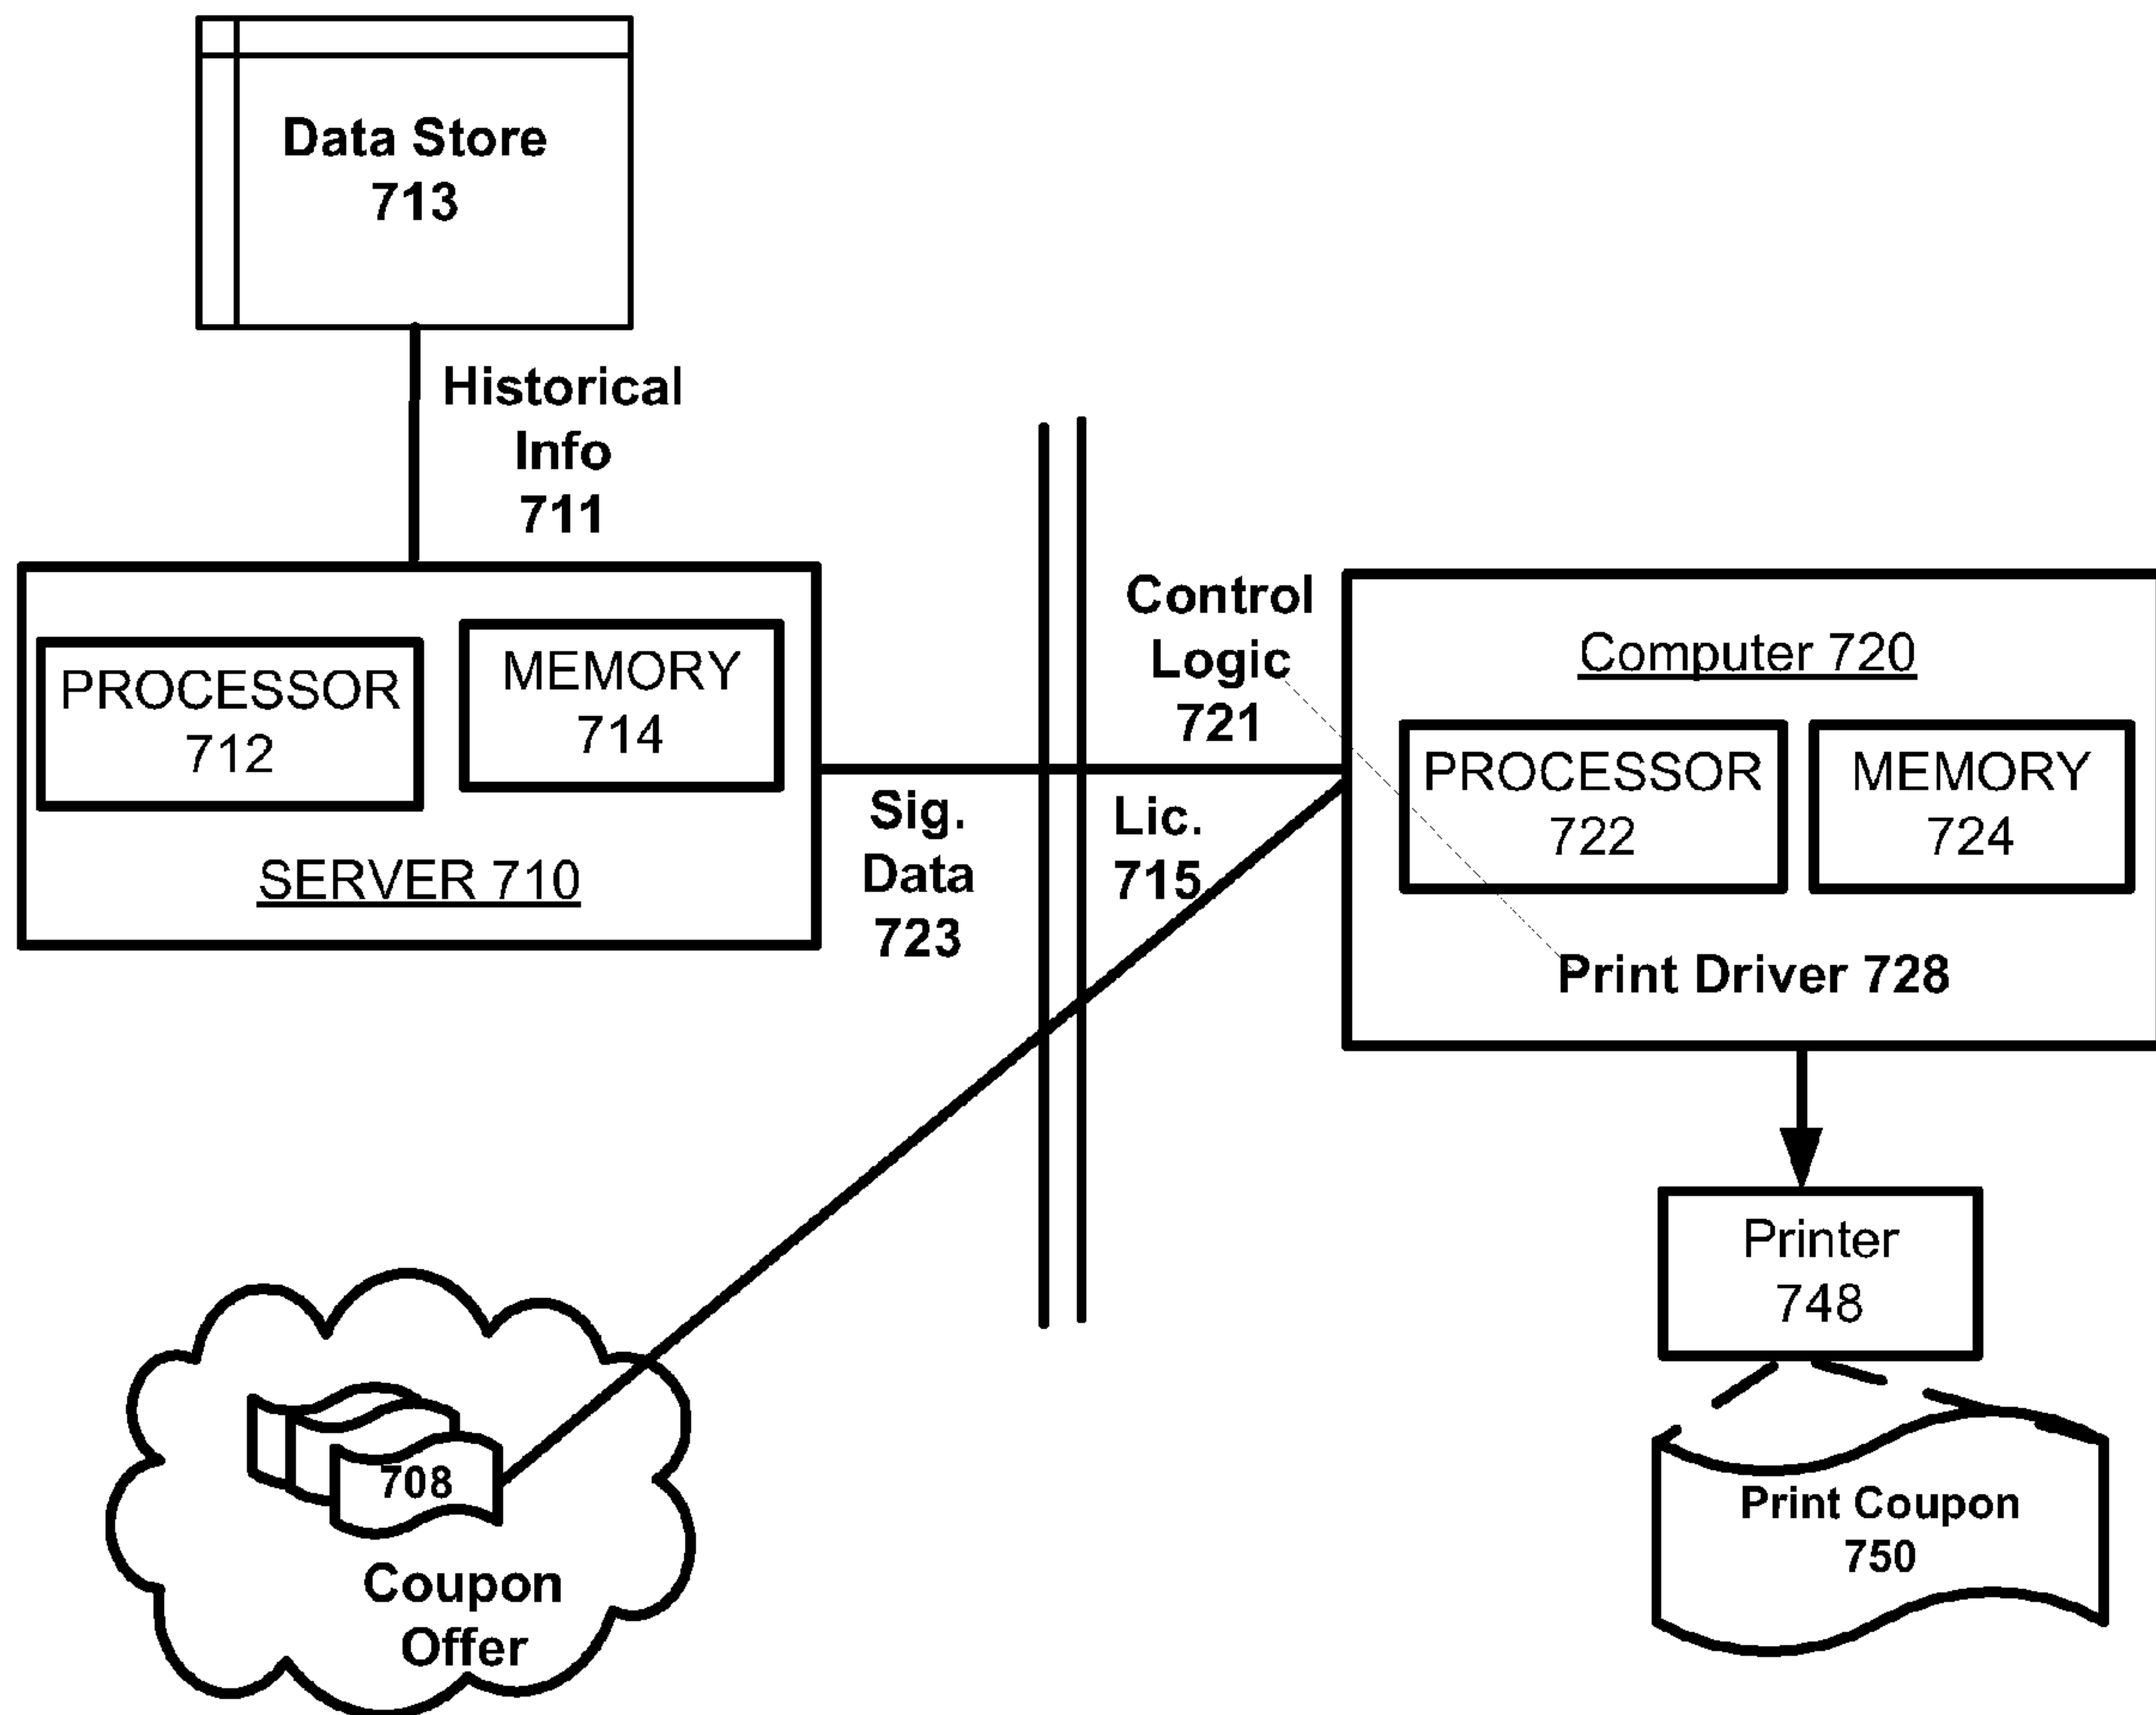 Data Store
713
Historical
Info
711
PROCESSOR
712
MEMORY
714
SERVER 710
Sig.
Data
723
Control
Logic
721
Lic.
715
Computer 720
PROCESSOR
722
MEMORY
724
Print Driver 728
Printer
748
708
Coupon
Offer
Print Coupon
750